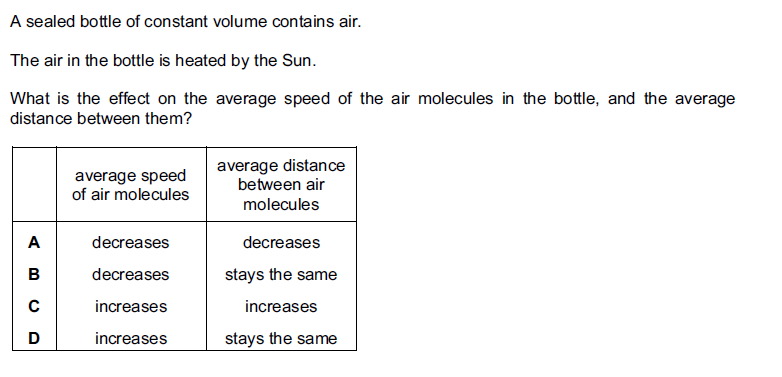 A sealed bottle of constant volume contains air.
The air in the bottle is heated by the Sun.
What is the effect on the average speed of the air molecules in the bottle, and the average
distance between them?
average speed
of air molecules
average distance
between air
molecules
A decreases decreases
B decreases stays the same
C increases increases
D increases stays the same